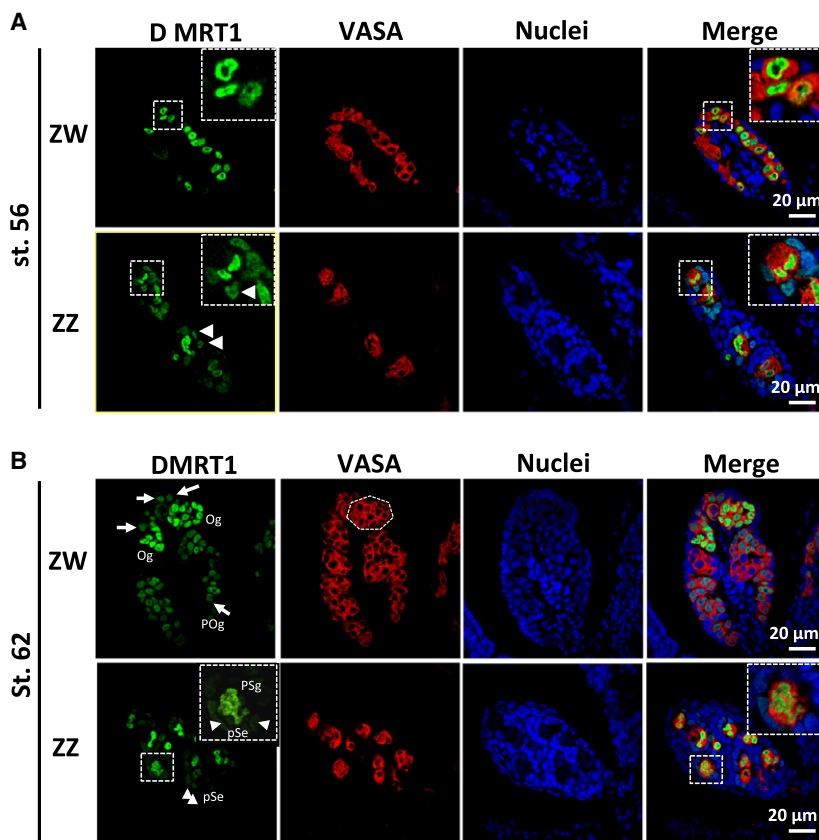 A
D MRT1 VASA Nuclei Merge
st. 56
ZW
20 µm
ZZ
20 µm
B
DMRT1 VASA Nuclei Merge
St. 62
ZW
Og
Og
POg
20 µm
ZZ
PSg
pSe
pSe
20 µm